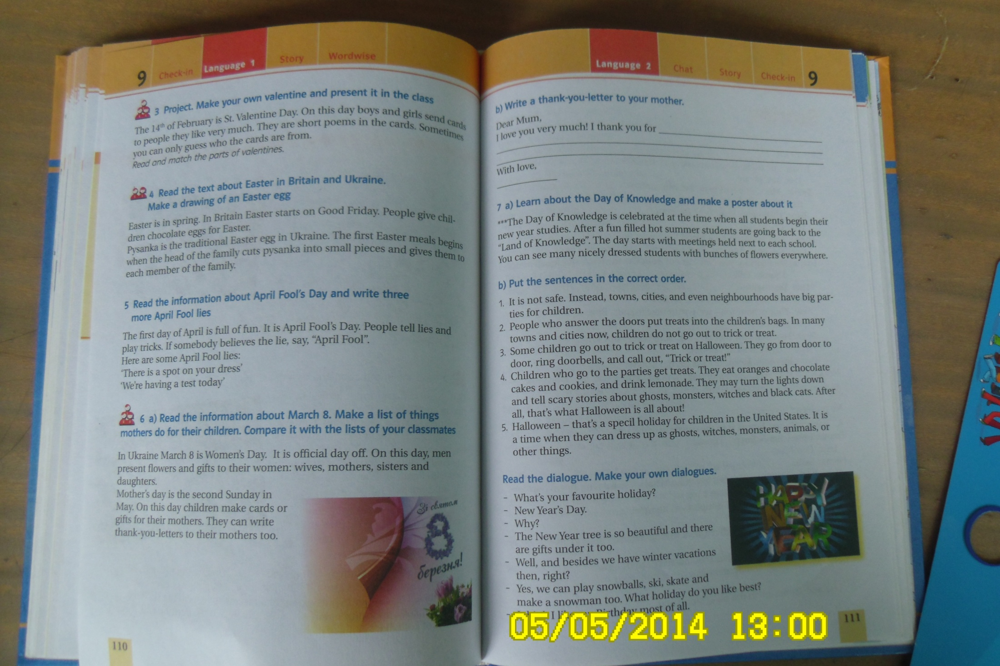 9 Check-in Language 1 Story Wordwise
3 Project. Make your own valentine and present it in the class
The 14th of February is St. Valentine Day. On this day boys and girls send cards
to people they like very much. They are short poems in the cards. Sometimes
you can only guess who the cards are from.
Read and match the parts of valentines.
4 Read the text about Easter in Britain and Ukraine.
Make a drawing of an Easter egg
Easter is in spring. In Britain Easter starts on Good Friday. People give chil-
dren chocolate eggs for Easter.
Pysanka is the traditional Easter egg in Ukraine. The first Easter meals begins
when the head of the family cuts pysanka into small pieces and gives them to
each member of the family.
5 Read the information about April Fool's Day and write three
more April Fool lies
The first day of April is full of fun. It is April Fool's Day. People tell lies and
play tricks. If somebody believes the lie, say, “April Fool”.
Here are some April Fool lies:
‘There is a spot on your dress’
‘We're having a test today’
6 a) Read the information about March 8. Make a list of things
mothers do for their children. Compare it with the lists of your classmates
In Ukraine March 8 is Women's Day. It is official day off. On this day, men
present flowers and gifts to their women: wives, mothers, sisters and
daughters.
Mother's day is the second Sunday in
May. On this day children make cards or
gifts for their mothers. They can write
thank-you-letters to their mothers too.
Зі святом
8
березня!
110
Language 2 Chat Story Check-in 9
b) Write a thank-you-letter to your mother.
Dear Mum,
I love you very much! I thank you for
With love,
7 a) Learn about the Day of Knowledge and make a poster about it
***The Day of Knowledge is celebrated at the time when all students begin their
new year studies. After a fun filled hot summer students are going back to the
“Land of Knowledge”. The day starts with meetings held next to each school.
You can see many nicely dressed students with bunches of flowers everywhere.
b) Put the sentences in the correct order.
1. It is not safe. Instead, towns, cities, and even neighbourhoods have big par-
ties for children.
2. People who answer the doors put treats into the children's bags. In many
towns and cities now, children do not go out to trick or treat.
3. Some children go out to trick or treat on Halloween. They go from door to
door, ring doorbells, and call out, “Trick or treat!”
4. Children who go to the parties get treats. They eat oranges and chocolate
cakes and cookies, and drink lemonade. They may turn the lights down
and tell scary stories about ghosts, monsters, witches and black cats. After
all, that's what Halloween is all about!
5. Halloween – that's a specil holiday for children in the United States. It is
a time when they can dress up as ghosts, witches, monsters, animals, or
other things.
Read the dialogue. Make your own dialogues.
- What's your favourite holiday?
- New Year's Day.
- Why?
- The New Year tree is so beautiful and there
are gifts under it too.
- Well, and besides we have winter vacations
then, right?
- Yes, we can play snowballs, ski, skate and
make a snowman too. What holiday do you like best?
- I most of all.
HAPPY
NEW
YEAR
111
05/05/2014 13:00